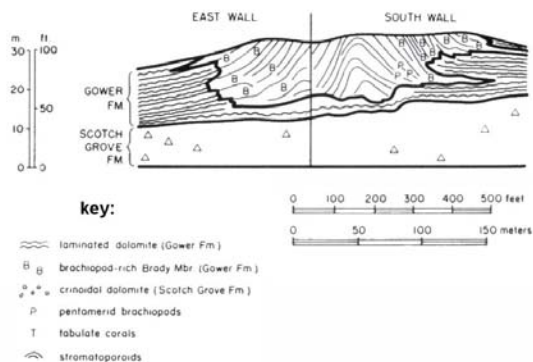 EAST WALL SOUTH WALL
m. ft.
30 100
20
50
10
0 0
GOWER
FM
SCOTCH
GROVE
FM.
B B B B B B B B B B B B B
P P P
key:
0 100 200 300 400 500 feet
0 50 100 150 meters
laminated dolomite (Gower Fm)
B B brachiopod-rich Brady Mbr. (Gower Fm)
crinoidal dolomite (Scotch Grove Fm)
P pentamerid brachiopods
T tabulate corals
stromatoporoids